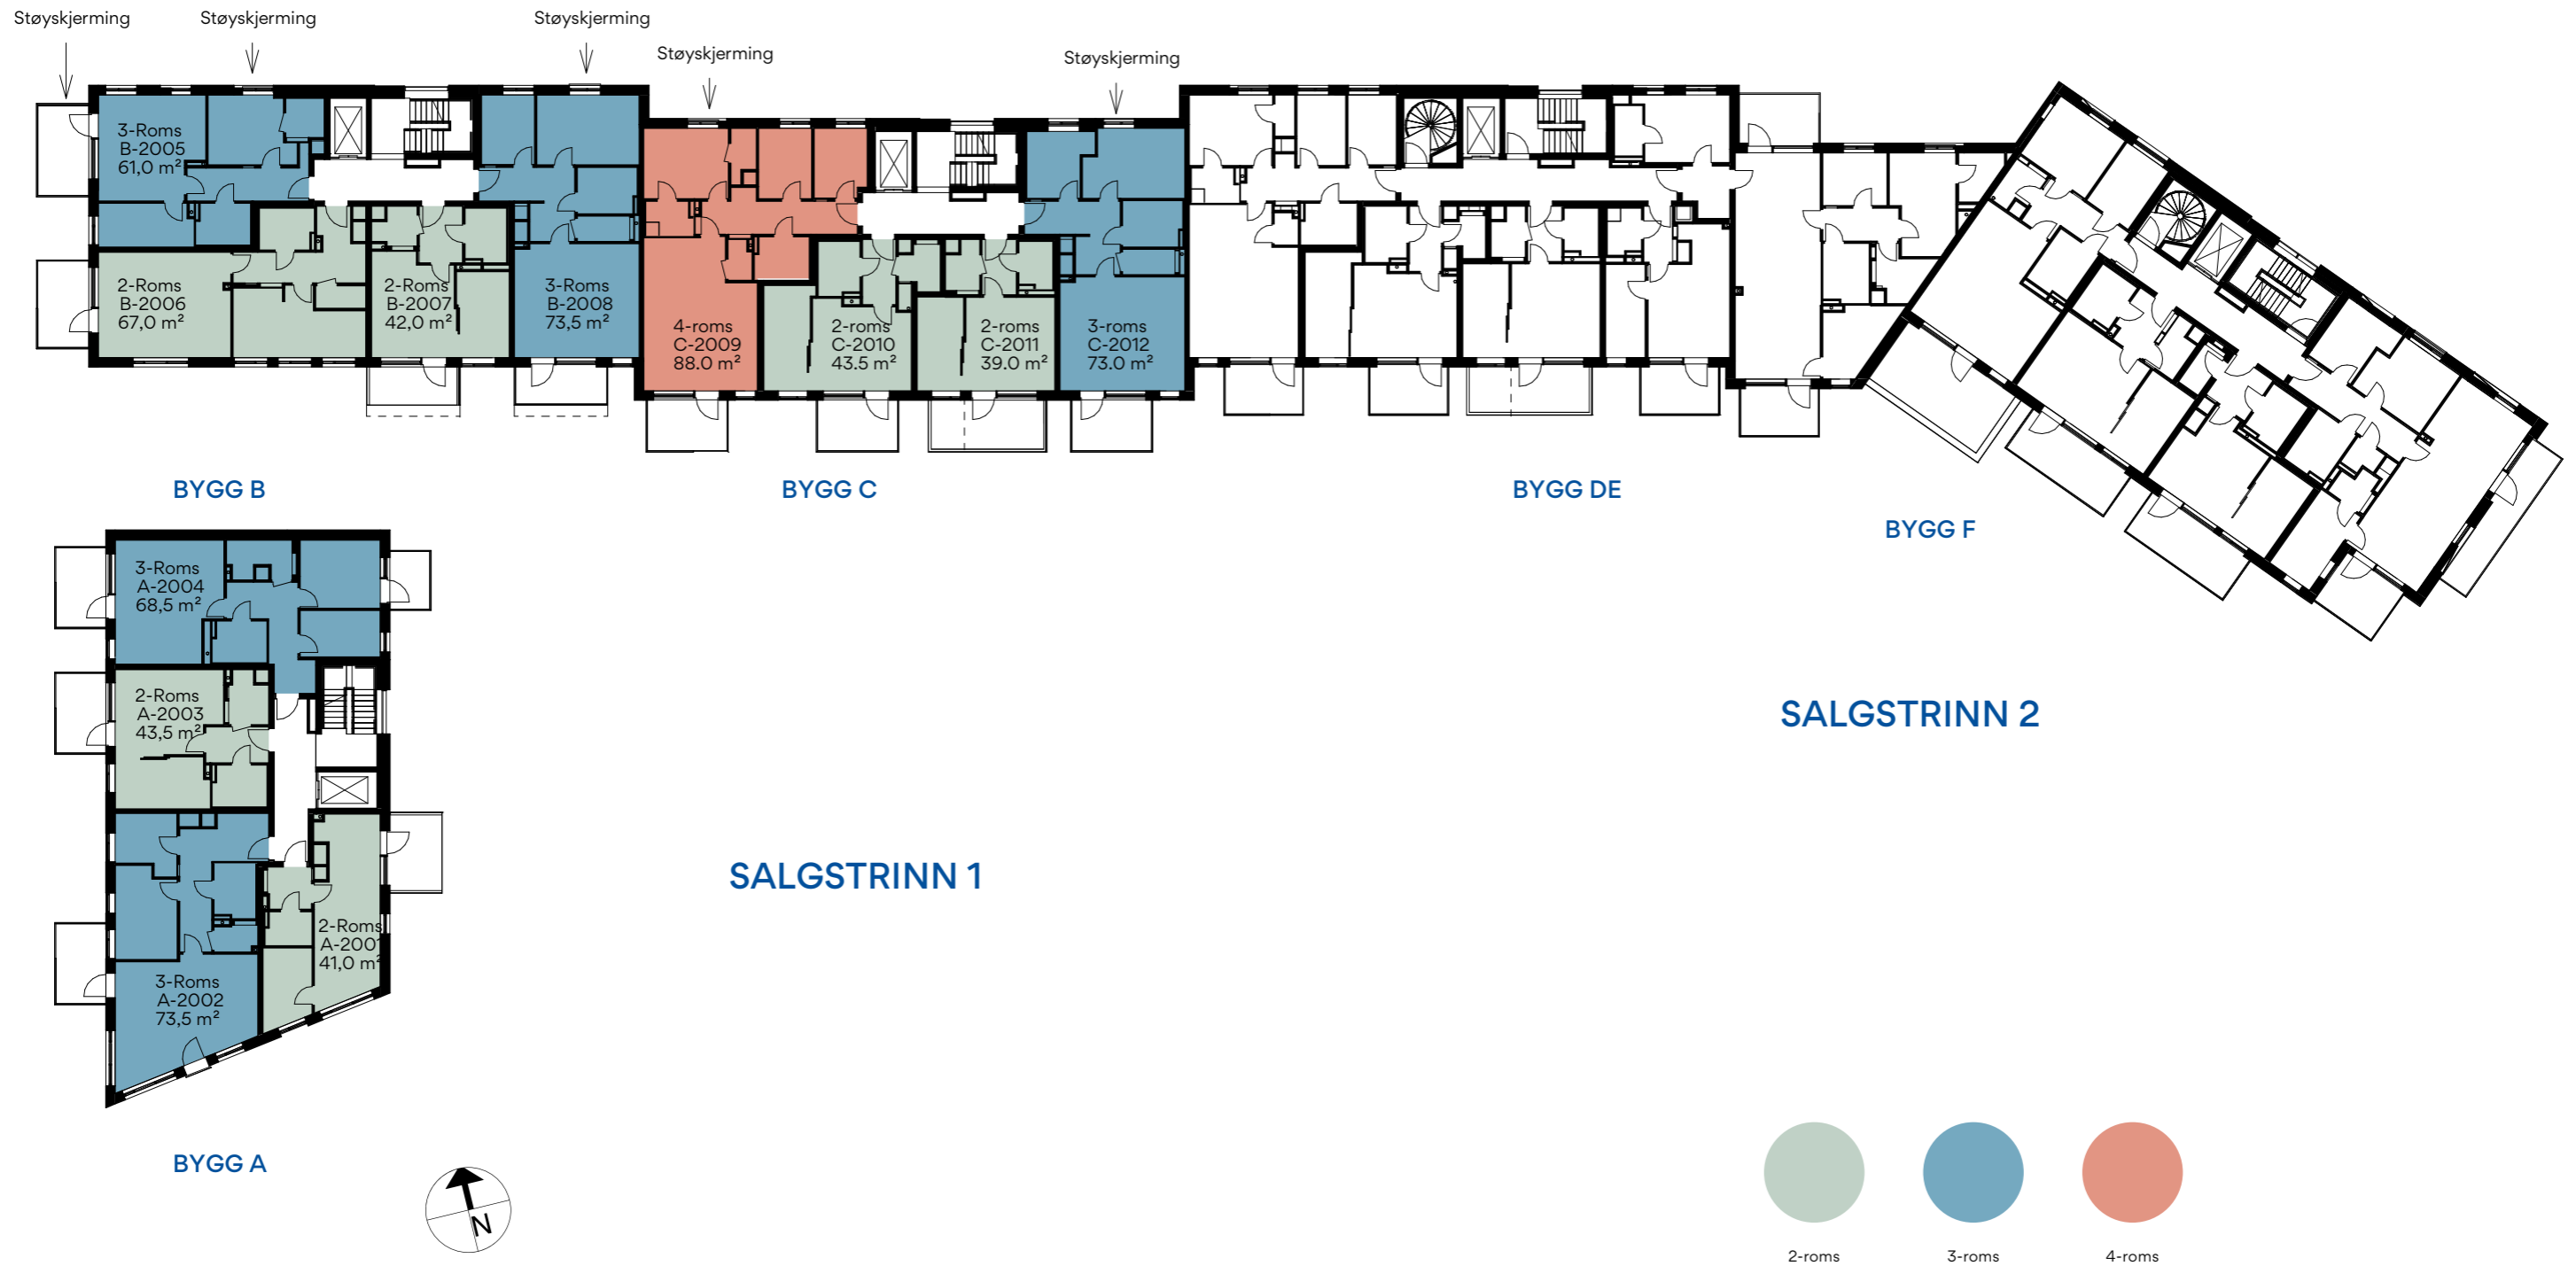 Støyskjerming
Støyskjerming
Støyskjerming
Støyskjerming
Støyskjerming
3-Roms
B-2005
61,0 m²
2-Roms
B-2006
67,0 m²
2-Roms
B-2007
42,0 m²
3-Roms
B-2008
73,5 m²
4-roms
C-2009
88.0 m²
2-roms
C-2010
43.5 m²
2-roms
C-2011
39.0 m²
3-roms
C-2012
73.0 m²
BYGG B
BYGG C
BYGG DE
BYGG F
3-Roms
A-2004
68,5 m²
2-Roms
A-2003
43,5 m²
2-Roms
A-2001
41,0 m²
3-Roms
A-2002
73,5 m²
SALGSTRINN 2
SALGSTRINN 1
BYGG A
N
2-roms
3-roms
4-roms